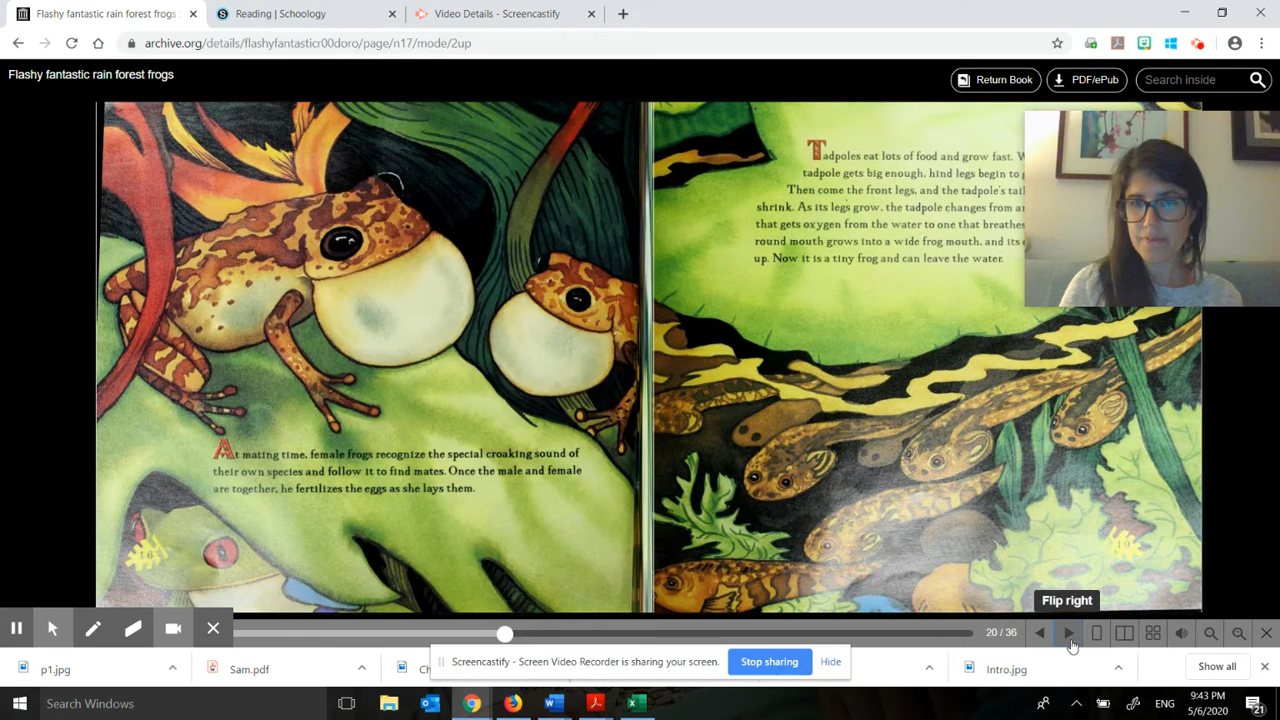 Flashy fantastic rain forest frogs
Reading | Schoology
Video Details - Screencastify
archive.org/details/flashyfantasticr00doro/page/n17/mode/2up
Flashy fantastic rain forest frogs
Return Book
PDF/ePub
Search inside
At mating time, female frogs recognize the special croaking sound of
their own species and follow it to find mates. Once the male and female
are together, he fertilizes the eggs as she lays them.
16
Tadpoles eat lots of food and grow fast.
tadpole gets big enough, hind legs begin to
Then come the front legs, and the tadpole's
shrink. As its legs grow, the tadpole changes from
that gets oxygen from the water to one that breathes
round mouth grows into a wide frog mouth, and its
up. Now it is a tiny frog and can leave the water.
19
Flip right
20 / 36
p1.jpg
Sam.pdf
Ch
Screencastify - Screen Video Recorder is sharing your screen.
Stop sharing
Hide
Intro.jpg
Show all
Search Windows
ENG
9:43 PM
5/6/2020
21